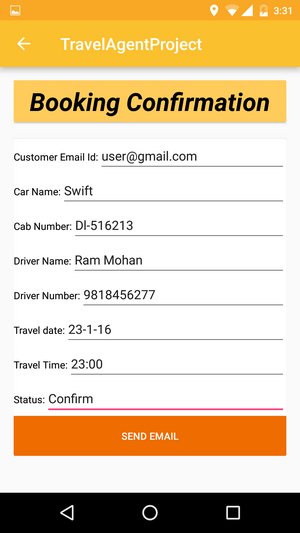 3:31
TravelAgentProject
Booking Confirmation
Customer Email Id: user@gmail.com
Car Name: Swift
Cab Number: Dl-516213
Driver Name: Ram Mohan
Driver Number: 9818456277
Travel date: 23-1-16
Travel Time: 23:00
Status: Confirm
SEND EMAIL